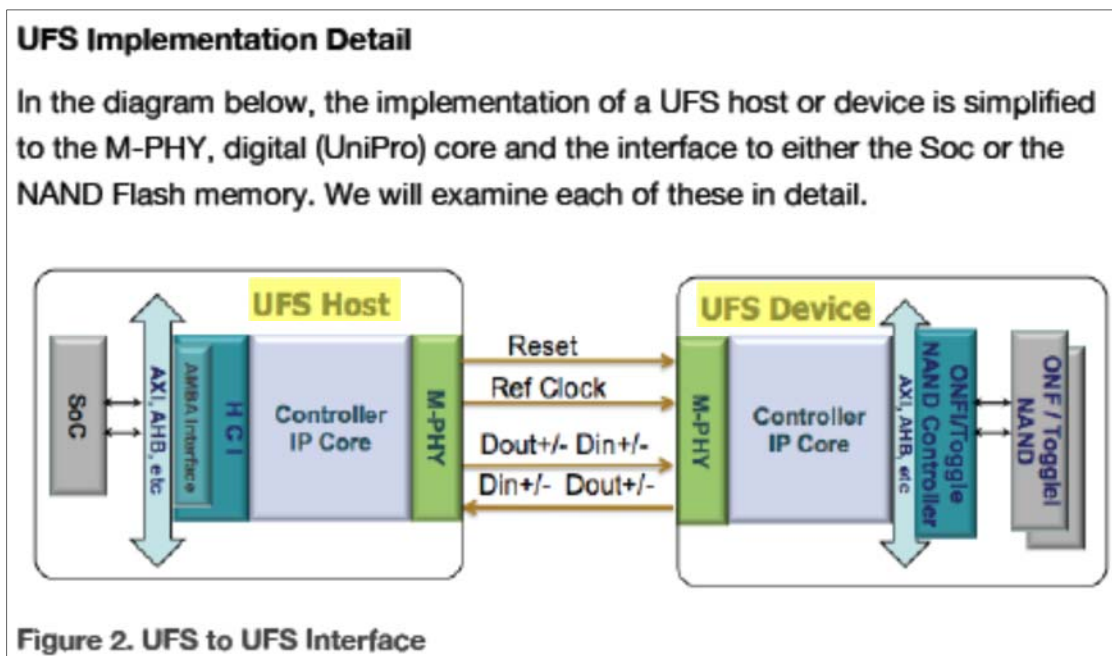 UFS Implementation Detail
In the diagram below, the implementation of a UFS host or device is simplified
to the M-PHY, digital (UniPro) core and the interface to either the Soc or the
NAND Flash memory. We will examine each of these in detail.
UFS Host
SoC
AXI, AHB, etc
AMBA Interface
HCI
Controller
IP Core
M-PHY
Reset
Ref Clock
Dout+/- Din+/-
Din+/- Dout+/-
UFS Device
M-PHY
Controller
IP Core
AXI, AHB, etc
ONFI/Toggle
NAND Controller
ONF / Togglel
NAND
Figure 2. UFS to UFS Interface